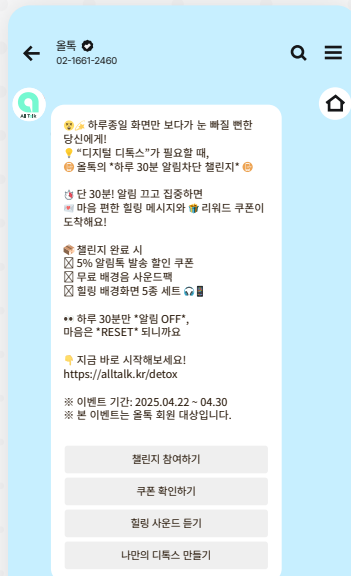 올톡
02-1661-2460
All Talk
😲👉 하루종일 화면만 보다가 눈 빠질 뻔한
당신에게!
💡 “디지털 디톡스”가 필요할 때,
🪙 올톡의 *하루 30분 알림차단 챌린지* 🪙
⏱️ 단 30분! 알림 끄고 집중하면
💌 마음 편한 힐링 메시지와 🎁 리워드 쿠폰이
도착해요!
📦 챌린지 완료 시
☒ 5% 알림톡 발송 할인 쿠폰
☒ 무료 배경음 사운드팩
☒ 힐링 배경화면 5종 세트 🎧📱
👀 하루 30분만 *알림 OFF*,
마음은 *RESET* 되니까요
👇 지금 바로 시작해보세요!
https://alltalk.kr/detox
※ 이벤트 기간: 2025.04.22 ~ 04.30
※ 본 이벤트는 올톡 회원 대상입니다.
챌린지 참여하기
쿠폰 확인하기
힐링 사운드 듣기
나만의 디톡스 만들기